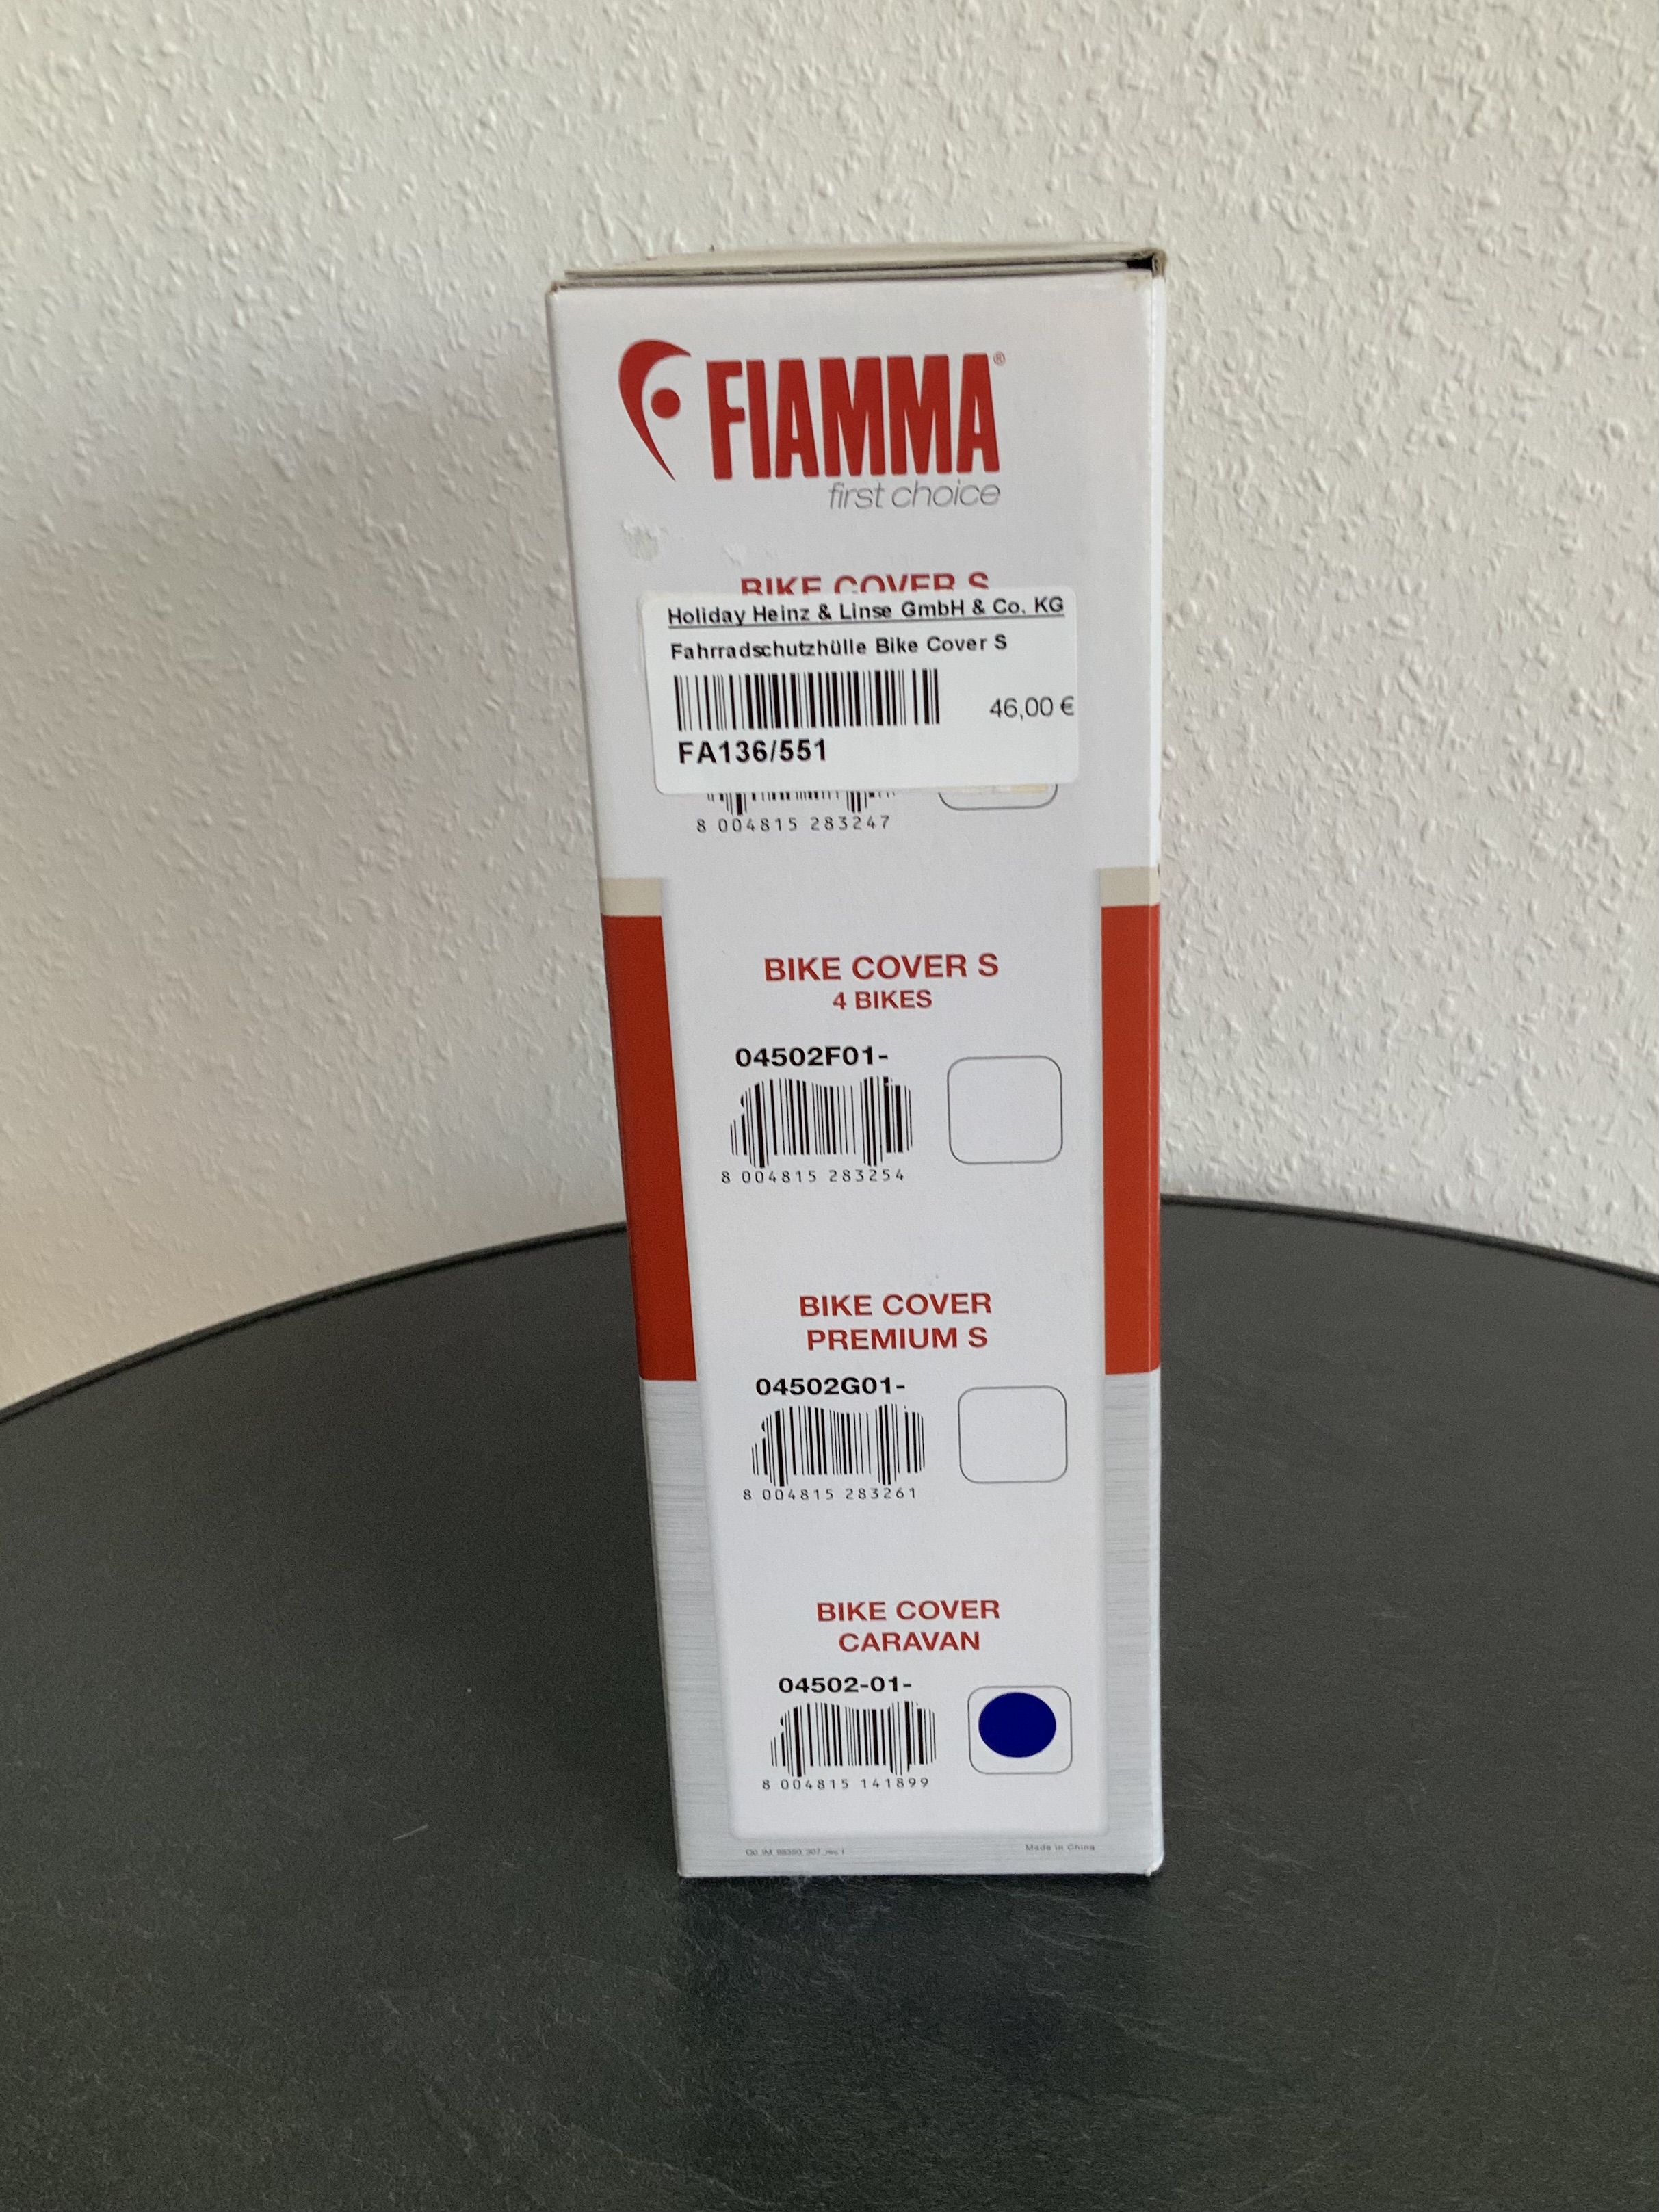 FIAMMA®
first choice
BIKE COVER S
Holiday Heinz & Linse GmbH & Co. KG
Fahrradschutzhülle Bike Cover S
46,00 €
FA136/551
8 004815 283247
BIKE COVER S
4 BIKES
04502F01-
8 004815 283254
BIKE COVER
PREMIUM S
04502G01-
8 004815 283261
BIKE COVER
CARAVAN
04502-01-
8 004815 141899
Made in China